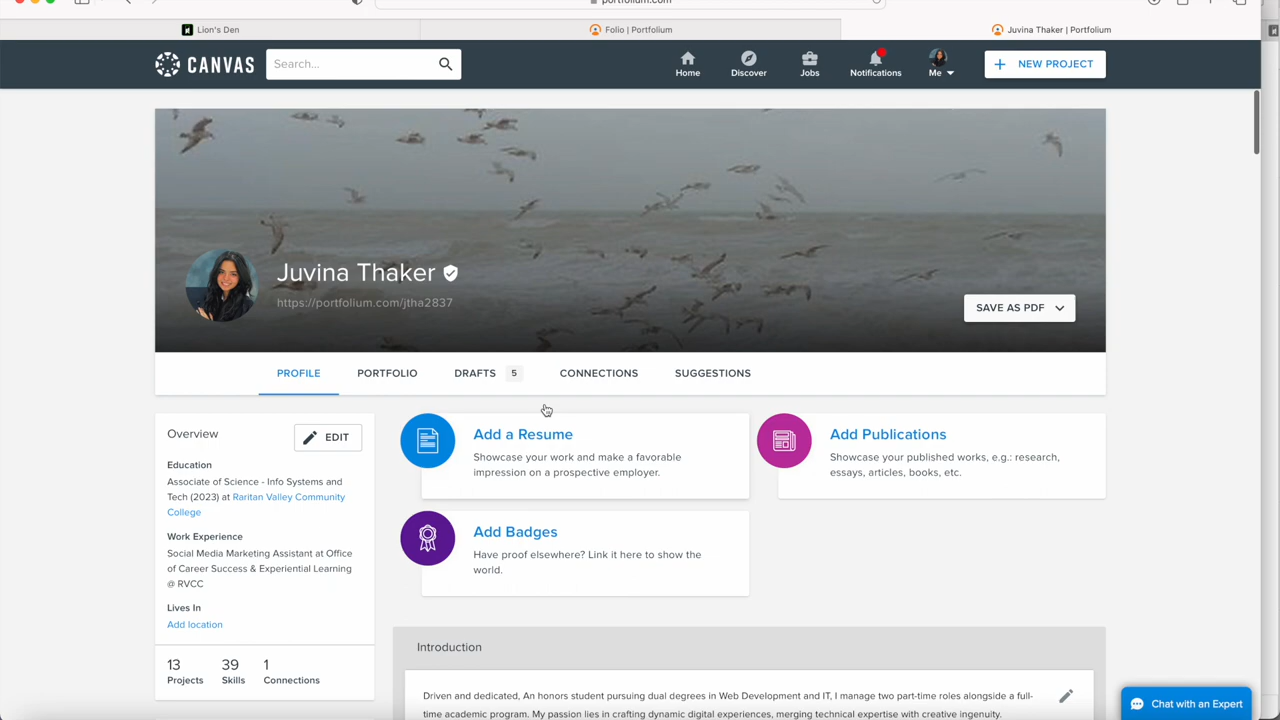 portfolium.com
Lion's Den
Folio | Portfolium
Juvina Thaker | Portfolium
CANVAS
Search...
Home
Discover
Jobs
Notifications
Me
+ NEW PROJECT
Juvina Thaker
https://portfolium.com/jtha2837
SAVE AS PDF
PROFILE
PORTFOLIO
DRAFTS 5
CONNECTIONS
SUGGESTIONS
Overview
EDIT
Education
Associate of Science - Info Systems and
Tech (2023) at Raritan Valley Community
College
Work Experience
Social Media Marketing Assistant at Office
of Career Success & Experiential Learning
@ RVCC
Lives In
Add location
13 39 1
Projects Skills Connections
Add a Resume
Showcase your work and make a favorable
impression on a prospective employer.
Add Publications
Showcase your published works, e.g.: research,
essays, articles, books, etc.
Add Badges
Have proof elsewhere? Link it here to show the
world.
Introduction
Driven and dedicated, An honors student pursuing dual degrees in Web Development and IT, I manage two part-time roles alongside a full-
time academic program. My passion lies in crafting dynamic digital experiences, merging technical expertise with creative ingenuity.
Chat with an Expert